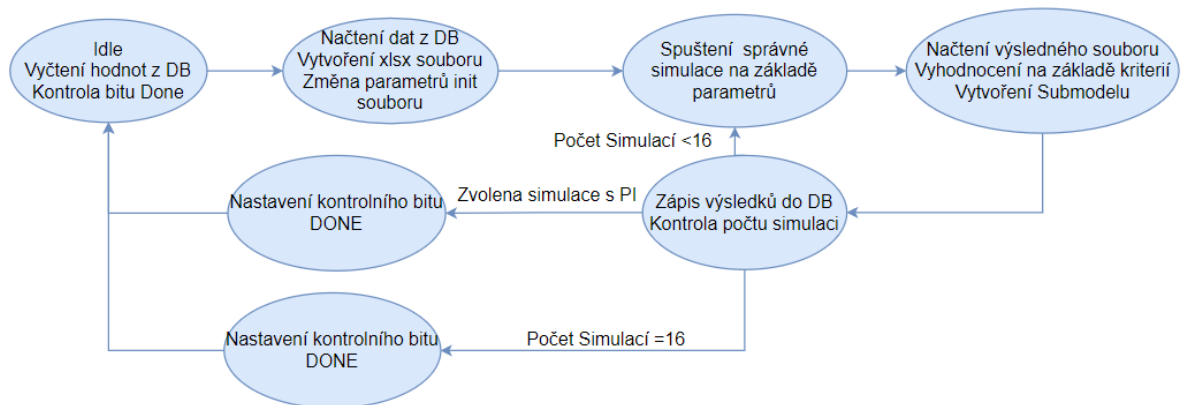 Idle
Vyčtení hodnot z DB
Kontrola bitu Done
Načtení dat z DB
Vytvoření xlsx souboru
Změna parametrů init
souboru
Spuštení správné
simulace na základě
parametrů
Načtení výsledného souboru
Vyhodnocení na základě kriterií
Vytvoření Submodelu
Počet Simulací <16
Nastavení kontrolního bitu
DONE
Zvolena simulace s PI
Zápis výsledků do DB
Kontrola počtu simulaci
Nastavení kontrolního bitu
DONE
Počet Simulací =16